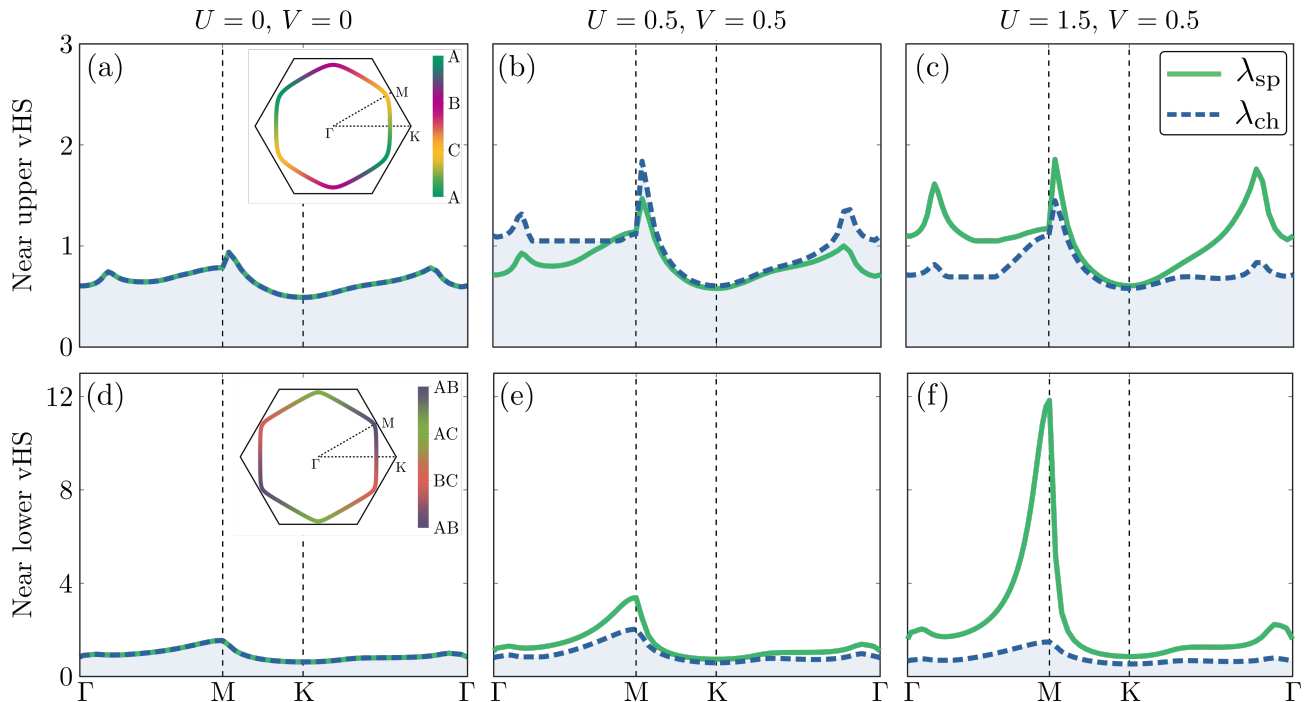 U = 0, V = 0
U = 0.5, V = 0.5
U = 1.5, V = 0.5
Near upper vHS
3
2
1
0
(a)
Γ
M
K
A
B
C
A
(b)
(c)
λsp
λch
Near lower vHS
12
8
4
0
(d)
Γ
M
K
AB
AC
BC
AB
(e)
(f)
Γ M K Γ
M K Γ
M K Γ